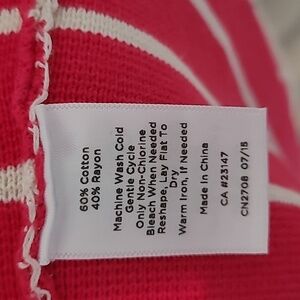 60% Cotton
40% Rayon
Machine Wash Cold
Gentle Cycle
Only Non-Chlorine
Bleach When Needed
Reshape, Lay Flat To
Dry
Warm Iron, If Needed
Made In China
CA #23147
CN2708 07/15